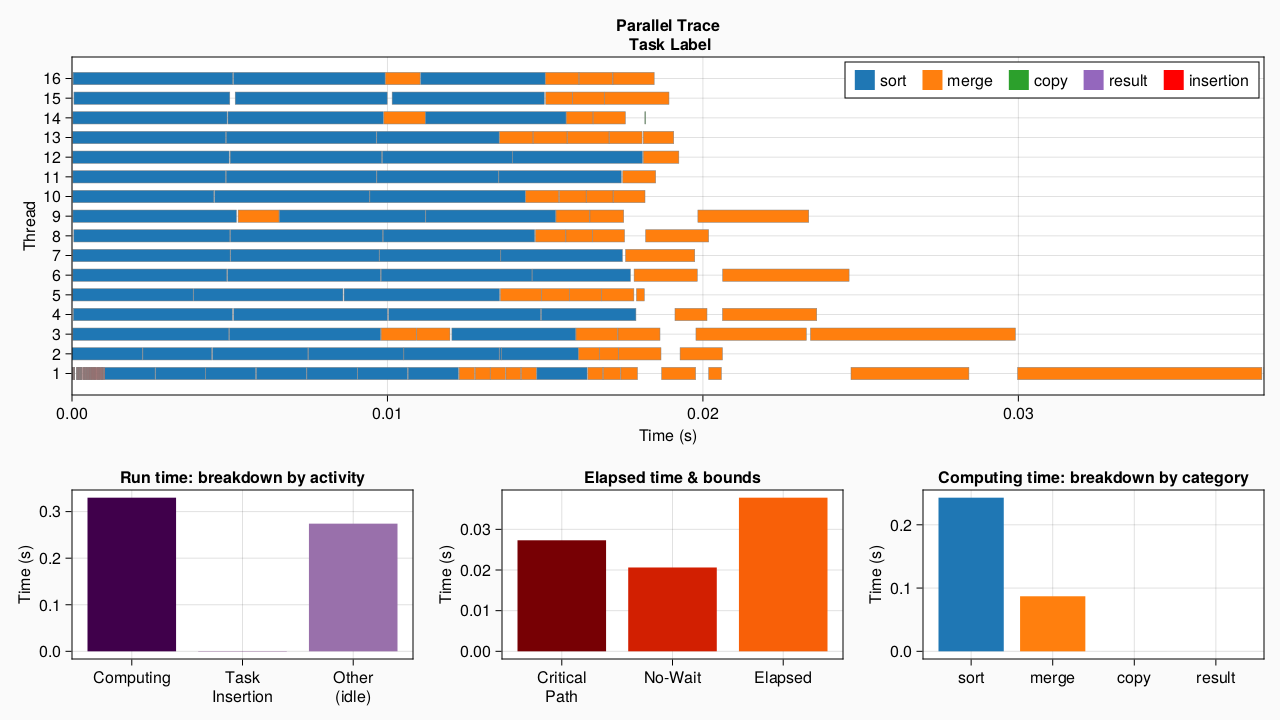 Parallel Trace
Task Label
sort merge copy result insertion
Thread
16
15
14
13
12
11
10
9
8
7
6
5
4
3
2
1
0.00 0.01 0.02 0.03
Time (s)
Run time: breakdown by activity
Time (s)
0.3
0.2
0.1
0.0
Computing Task Insertion Other (idle)
Elapsed time & bounds
Time (s)
0.03
0.02
0.01
0.00
Critical Path No-Wait Elapsed
Computing time: breakdown by category
Time (s)
0.2
0.1
0.0
sort merge copy result